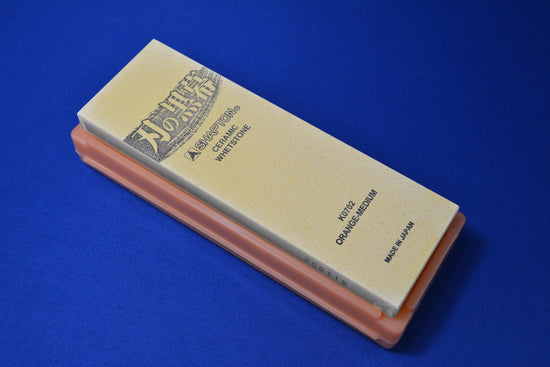 刃の黒幕
SHAPTON®
CERAMIC
WHETSTONE
K0702
ORANGE-MEDIUM
MADE IN JAPAN